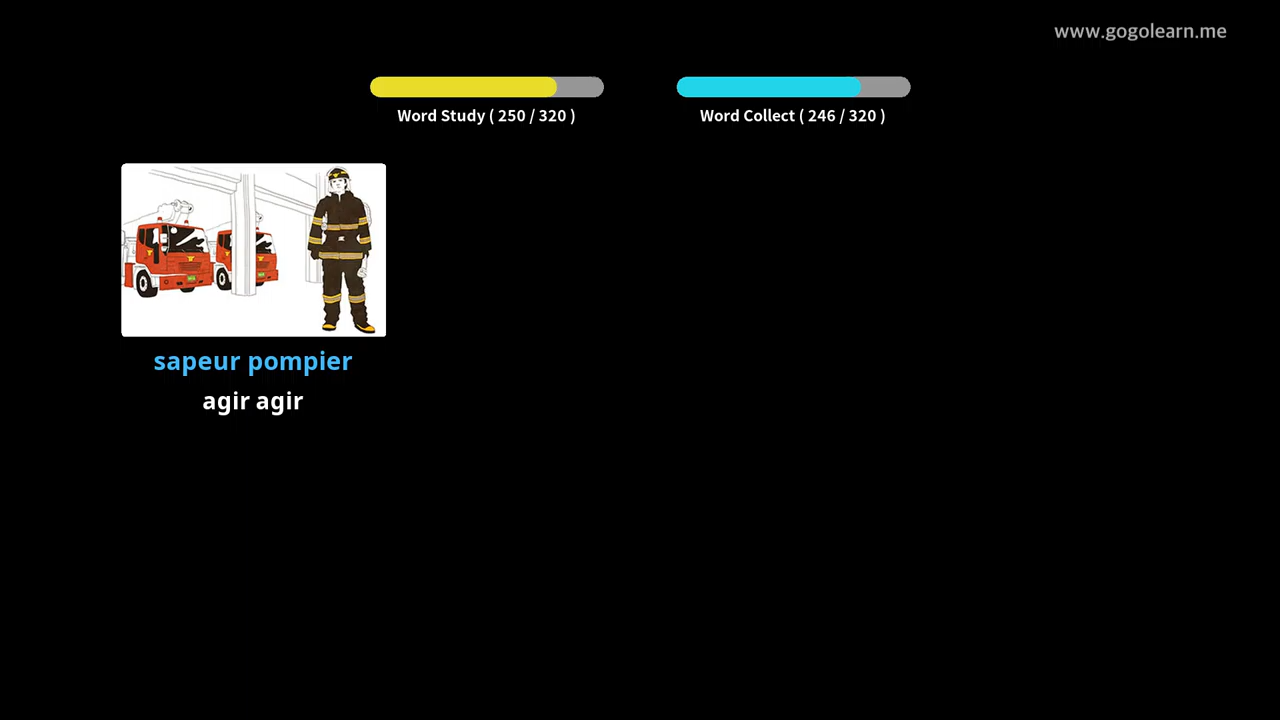 www.gogolearn.me
Word Study ( 250 / 320 )
Word Collect ( 246 / 320 )
sapeur pompier
agir agir